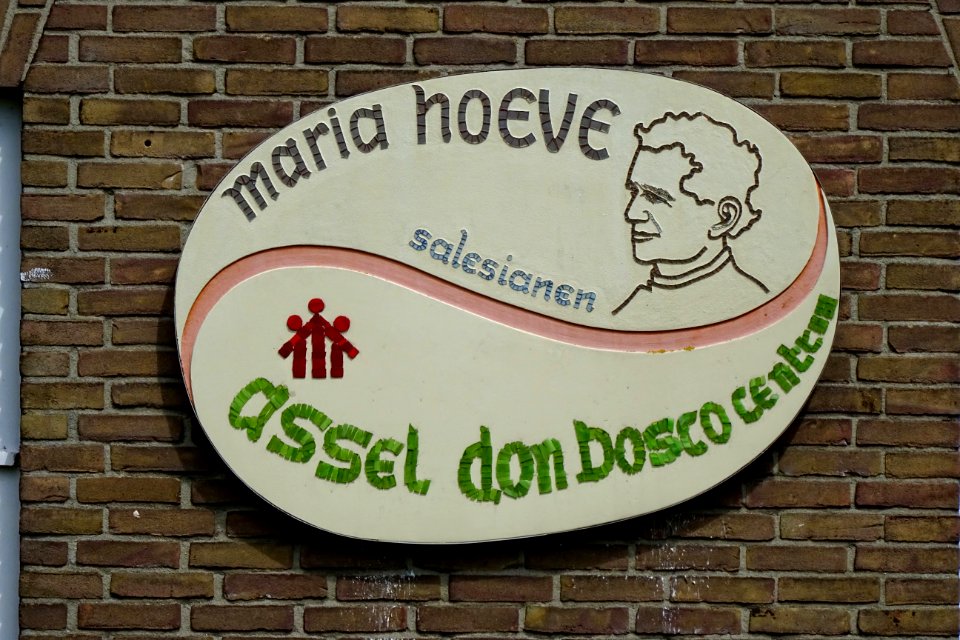 maria hoeve
salesianen
assel don bosco centrum